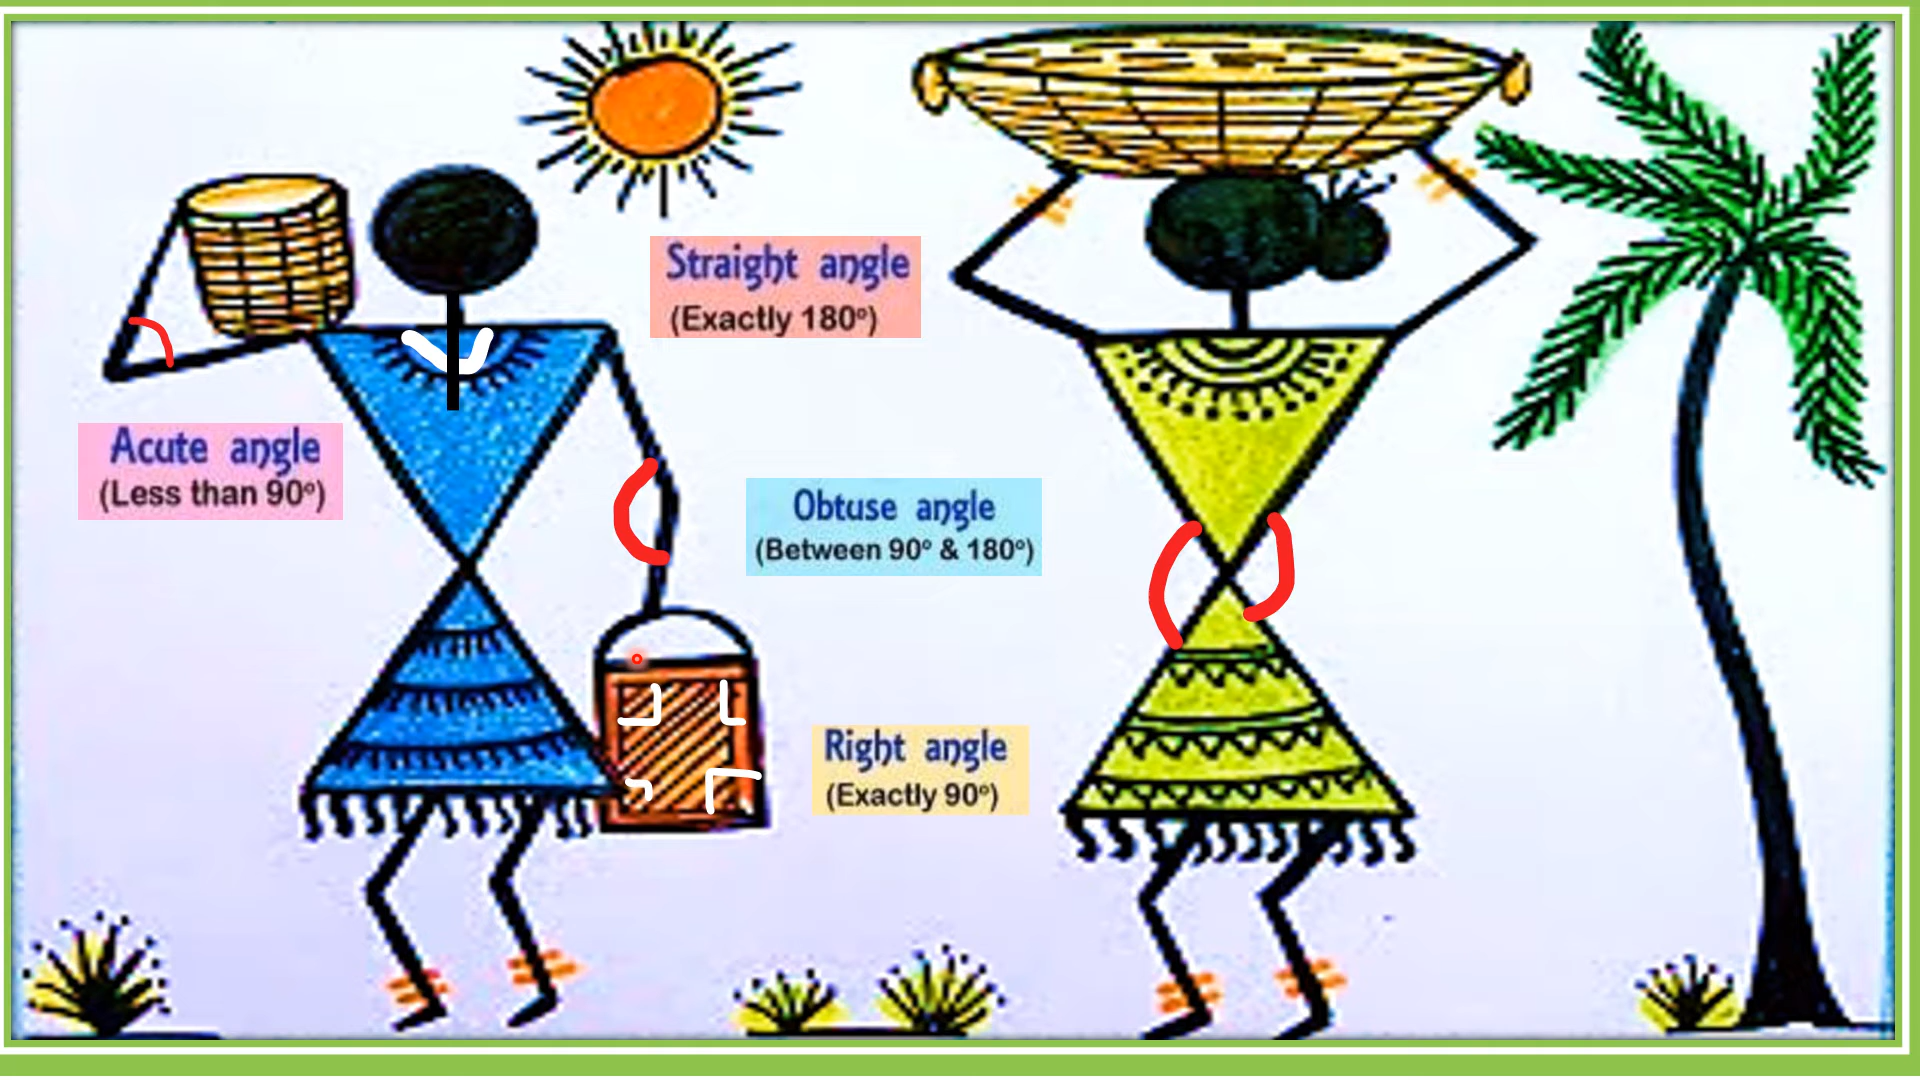 Straight angle
(Exactly 180°)
Acute angle
(Less than 90°)
Obtuse angle
(Between 90° & 180°)
Right angle
(Exactly 90°)